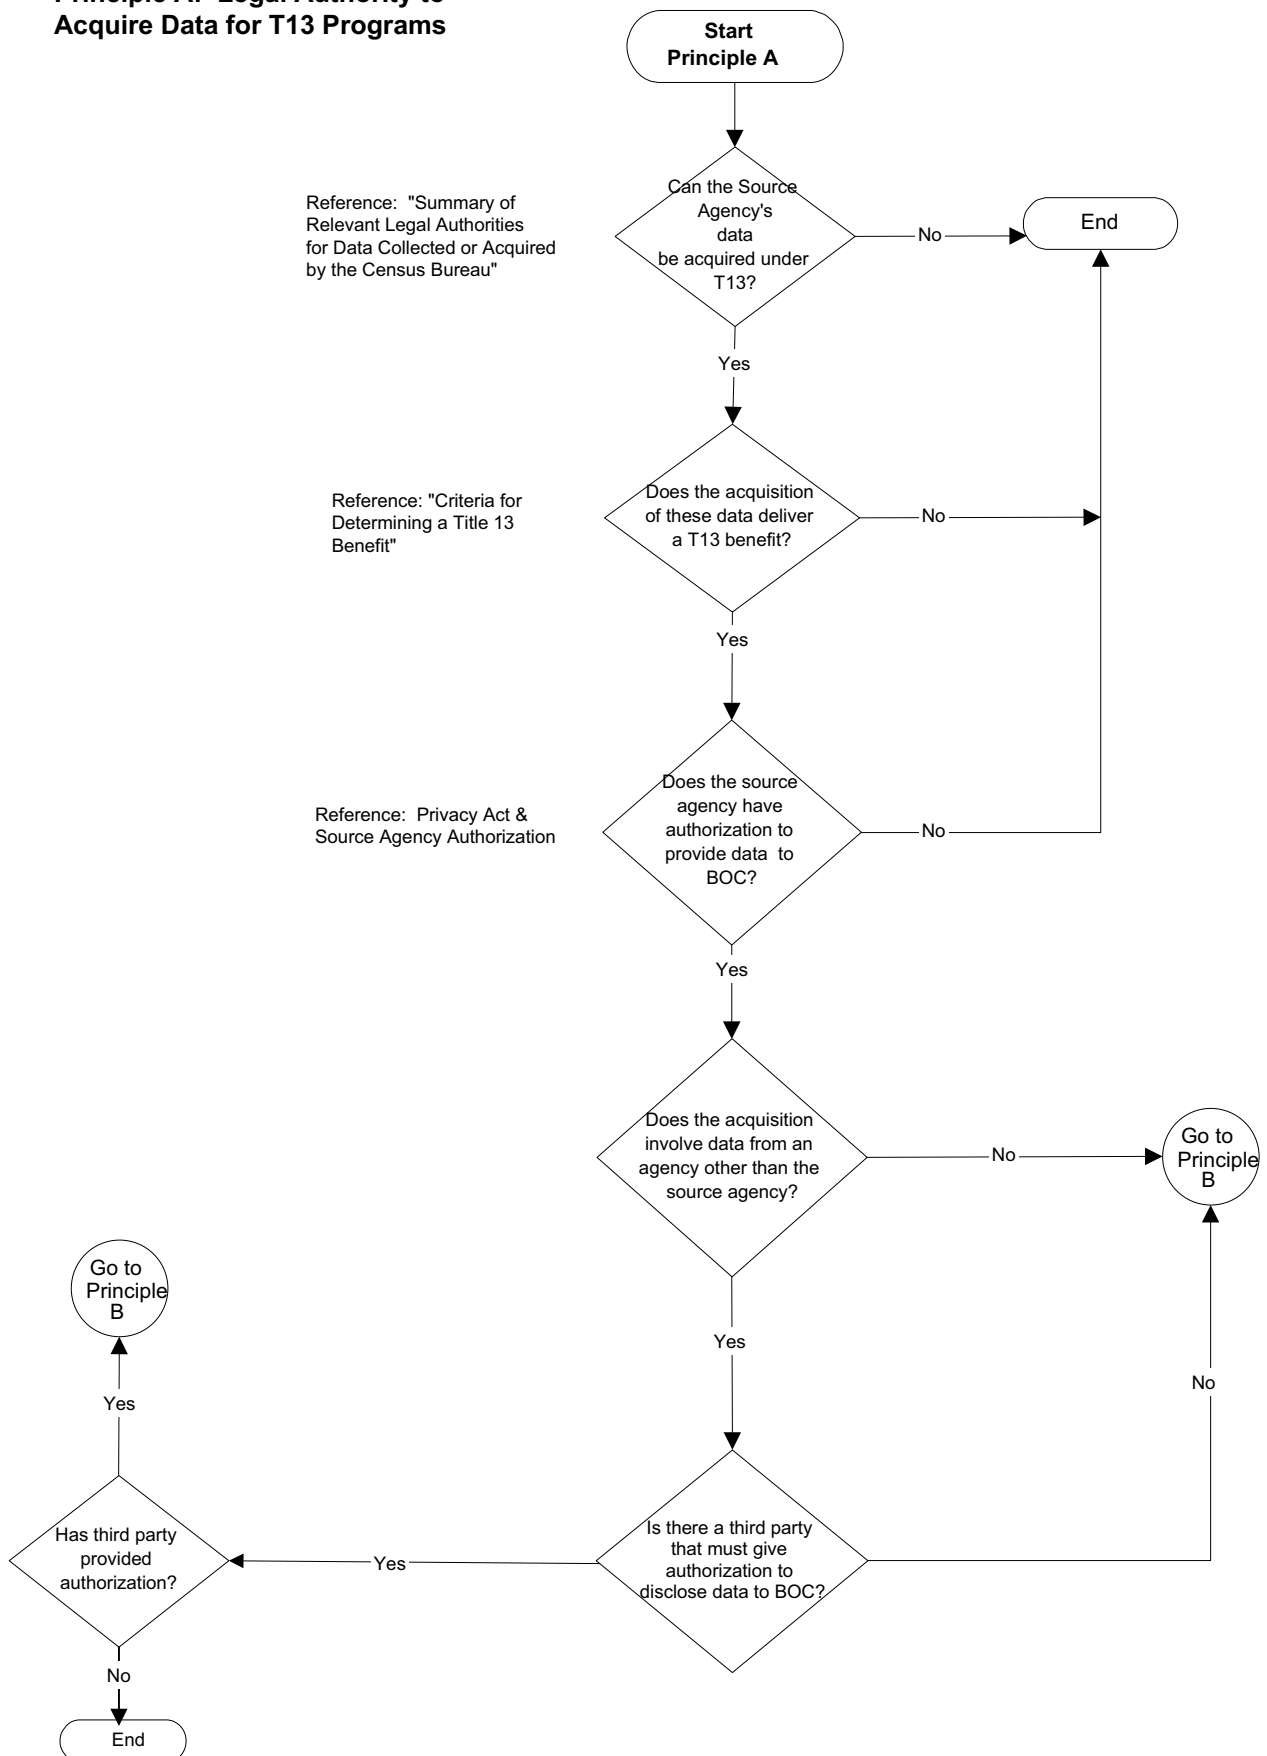 Principle A: Legal Authority to
Acquire Data for T13 Programs
Start
Principle A
Can the Source
Agency's
data
be acquired under
T13?
Reference: "Summary of
Relevant Legal Authorities
for Data Collected or Acquired
by the Census Bureau"
No
End
Yes
Does the acquisition
of these data deliver
a T13 benefit?
Reference: "Criteria for
Determining a Title 13
Benefit"
No
Yes
Does the source
agency have
authorization to
provide data to
BOC?
Reference: Privacy Act &
Source Agency Authorization
No
Yes
Does the acquisition
involve data from an
agency other than the
source agency?
No
Go to
Principle
B
Go to
Principle
B
Yes
No
Yes
Is there a third party
that must give
authorization to
disclose data to BOC?
Yes
Has third party
provided
authorization?
No
End